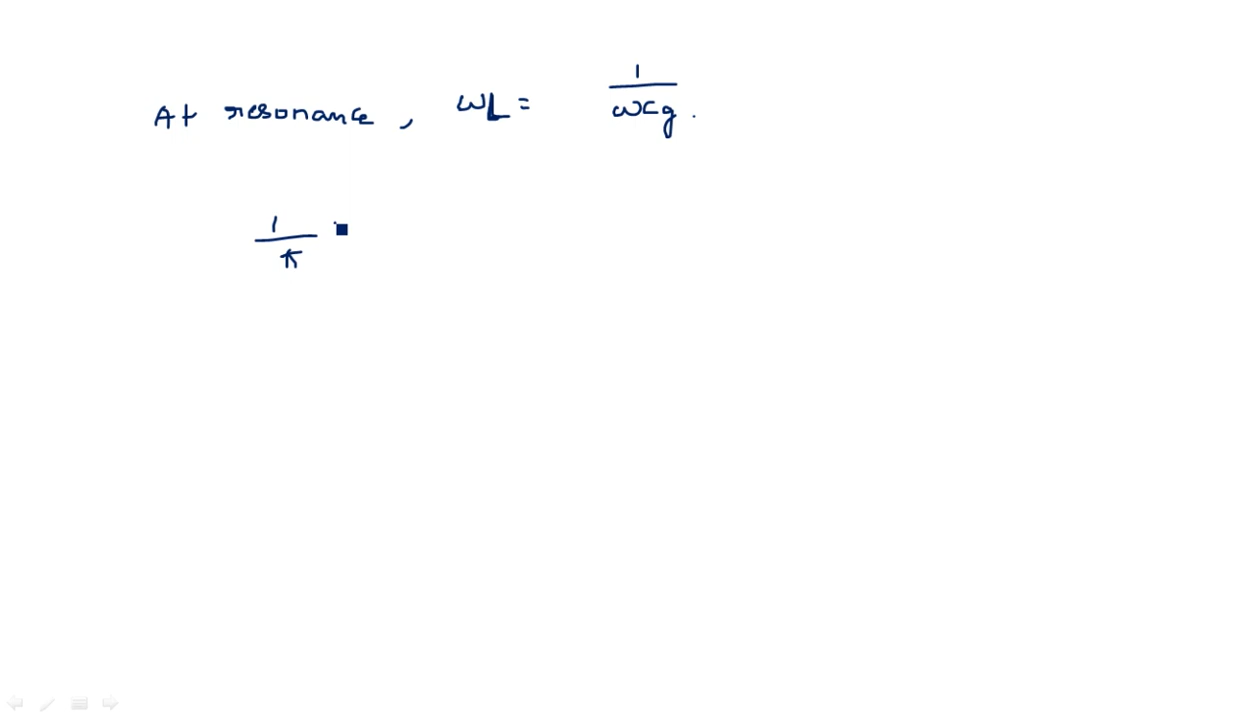 At resonance, ωL = 1/ωCg.
1/π